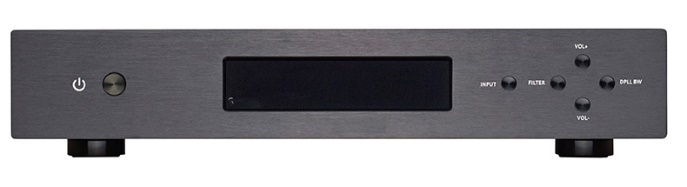 VOL+
INPUT
FILTER
DPLL BW
VOL-